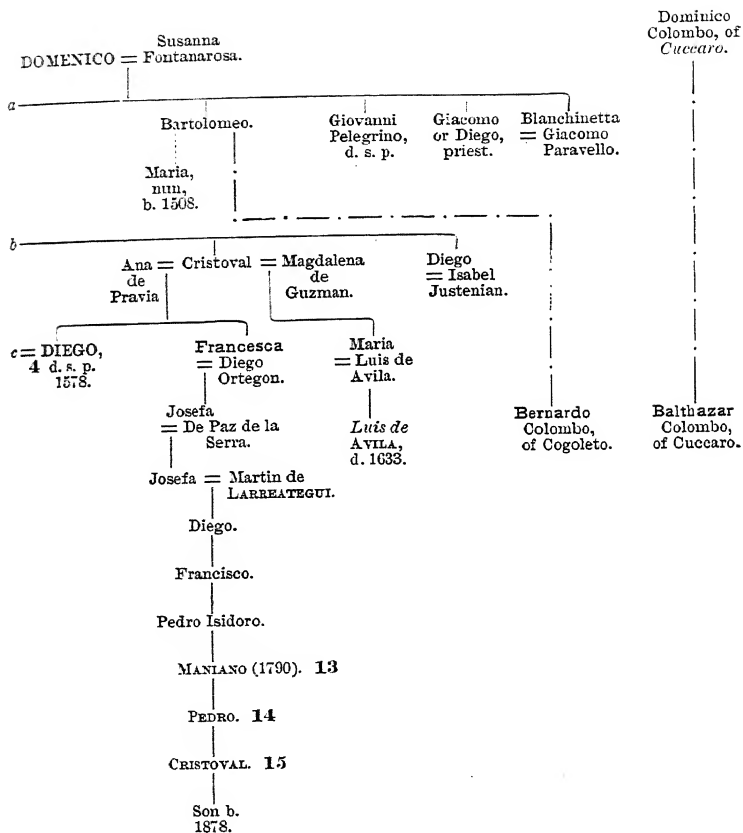 Dominico
Colombo, of
Cuccaro.
Susanna
DOMENICO = Fontanarosa.
a
Bartolomeo.
Giovanni
Pelegrino,
d. s. p.
Giacomo
or Diego,
priest.
Blanchinetta
= Giacomo
Paravello.
Maria,
nun,
b. 1508.
b
Ana = Cristoval = Magdalena
de
Pravia
de
Guzman.
Diego
= Isabel
Justenian.
c = DIEGO,
4 d. s. p.
1578.
Francesca
= Diego
Ortegon.
Maria
= Luis de
Avila.
Josefa
= De Paz de la
Serra.
Luis de
AVILA,
d. 1633.
Bernardo
Colombo,
of Cogoleto.
Balthazar
Colombo,
of Cuccaro.
Josefa = Martin de
LARREATEGUI.
Diego.
Francisco.
Pedro Isidoro.
MANIANO (1790). 13
PEDRO. 14
CRISTOVAL. 15
Son b.
1878.